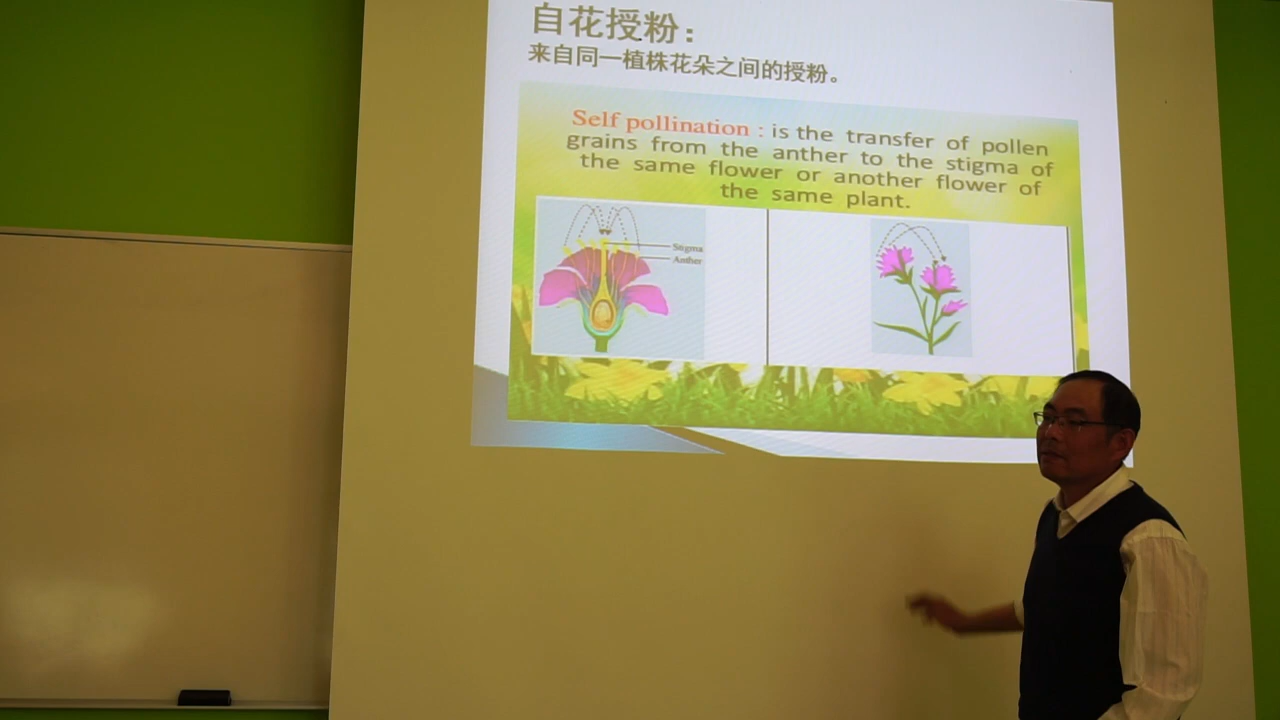 自花授粉：
来自同一植株花朵之间的授粉。
Self pollination : is the transfer of pollen
grains from the anther to the stigma of
the same flower or another flower of
the same plant.
Stigma
Anther